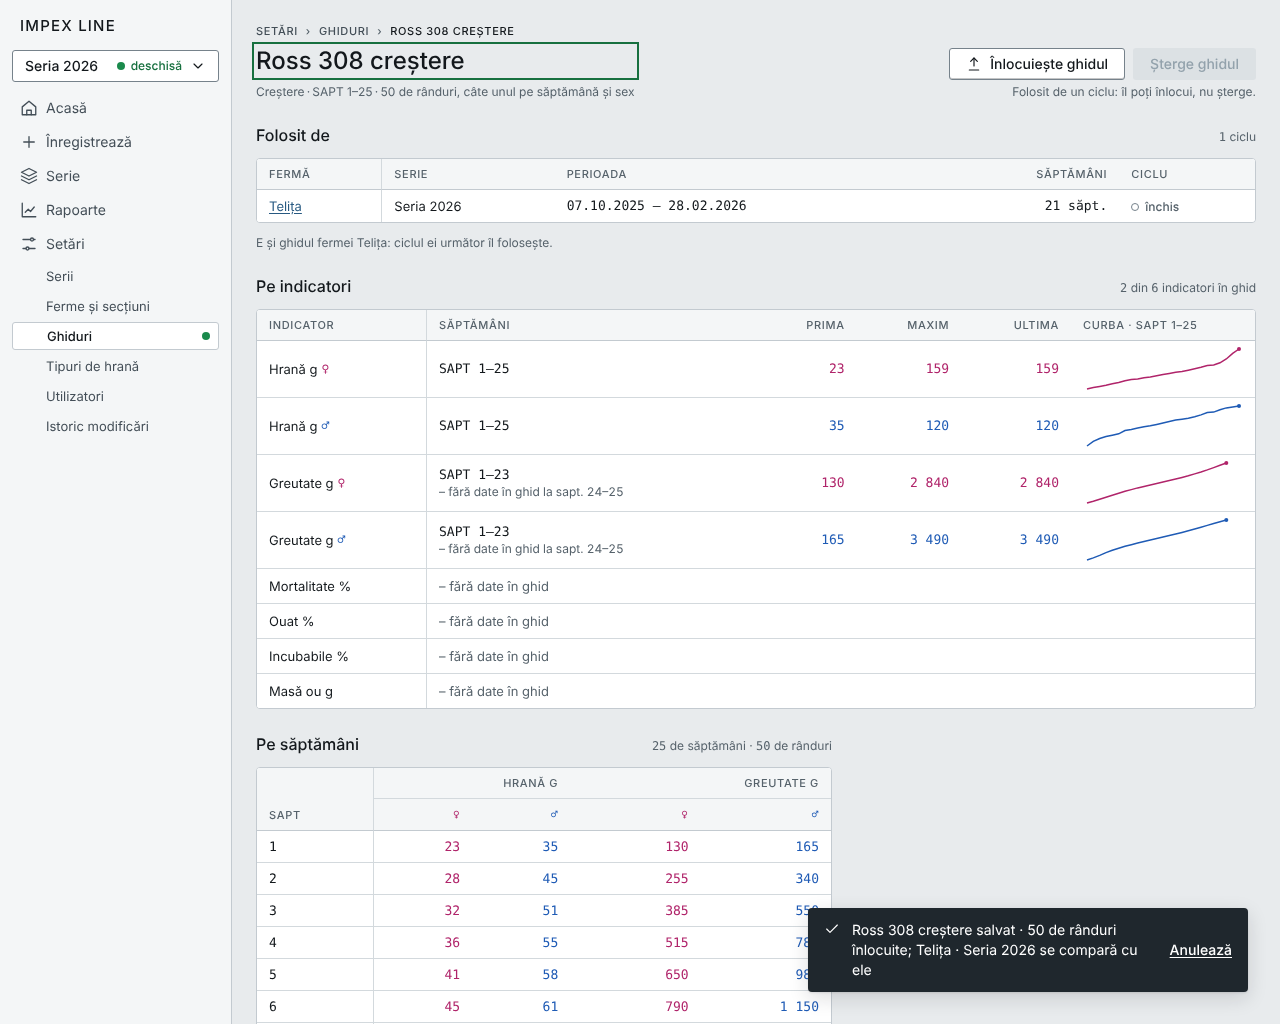 IMPEX LINE
Seria 2026 deschisă
Acasă
Înregistrează
Serie
Rapoarte
Setări
Serii
Ferme și secțiuni
Ghiduri
Tipuri de hrană
Utilizatori
Istoric modificări
SETĂRI › GHIDURI › ROSS 308 CREȘTERE
Ross 308 creștere
Creștere · SAPT 1–25 · 50 de rânduri, câte unul pe săptămână și sex
Înlocuiește ghidul
Șterge ghidul
Folosit de un ciclu: îl poți înlocui, nu șterge.
Folosit de
1 ciclu
FERMĂ SERIE PERIOADA SĂPTĂMÂNI CICLU
Telița Seria 2026 07.10.2025 – 28.02.2026 21 săpt. închis
E și ghidul fermei Telița: ciclul ei următor îl folosește.
Pe indicatori
2 din 6 indicatori în ghid
INDICATOR SĂPTĂMÂNI PRIMA MAXIM ULTIMA CURBA · SAPT 1–25
Hrană g ♀ SAPT 1–25 23 159 159
Hrană g ♂ SAPT 1–25 35 120 120
Greutate g ♀ SAPT 1–23 130 2 840 2 840
– fără date în ghid la sapt. 24–25
Greutate g ♂ SAPT 1–23 165 3 490 3 490
– fără date în ghid la sapt. 24–25
Mortalitate % – fără date în ghid
Ouat % – fără date în ghid
Incubabile % – fără date în ghid
Masă ou g – fără date în ghid
Pe săptămâni
25 de săptămâni · 50 de rânduri
HRANĂ G GREUTATE G
SAPT ♀ ♂ ♀ ♂
1 23 35 130 165
2 28 45 255 340
3 32 51 385
4 36 55 515
5 41 58 650
6 45 61 790 1 150
Ross 308 creștere salvat · 50 de rânduri
înlocuite; Telița · Seria 2026 se compară cu
ele
Anulează